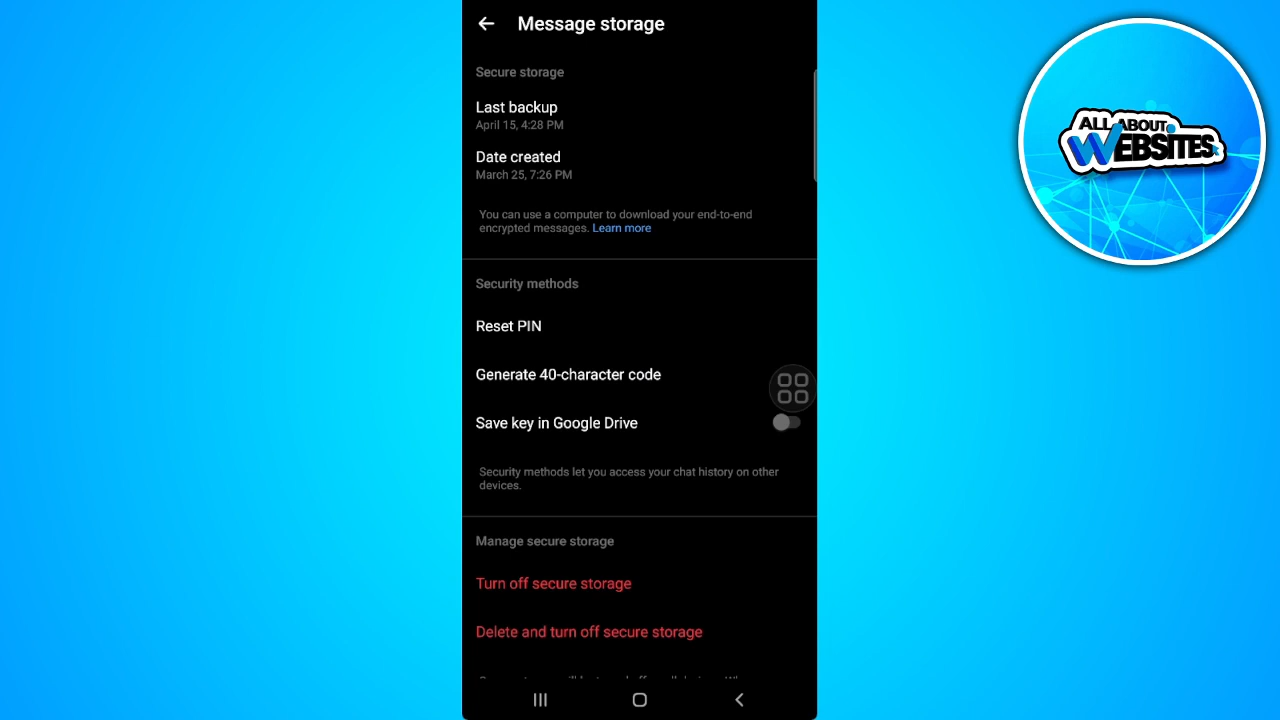 Message storage
Secure storage
Last backup
April 15, 4:28 PM
Date created
March 25, 7:26 PM
You can use a computer to download your end-to-end
encrypted messages. Learn more
Security methods
Reset PIN
Generate 40-character code
Save key in Google Drive
Security methods let you access your chat history on other
devices.
Manage secure storage
Turn off secure storage
Delete and turn off secure storage
ALL ABOUT
WEBSITES